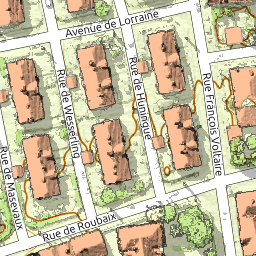 Avenue de Lorraine
Rue de Wesserling
Rue de Huningue
Rue François Voltaire
Rue de Masevaux
Rue de Roubaix